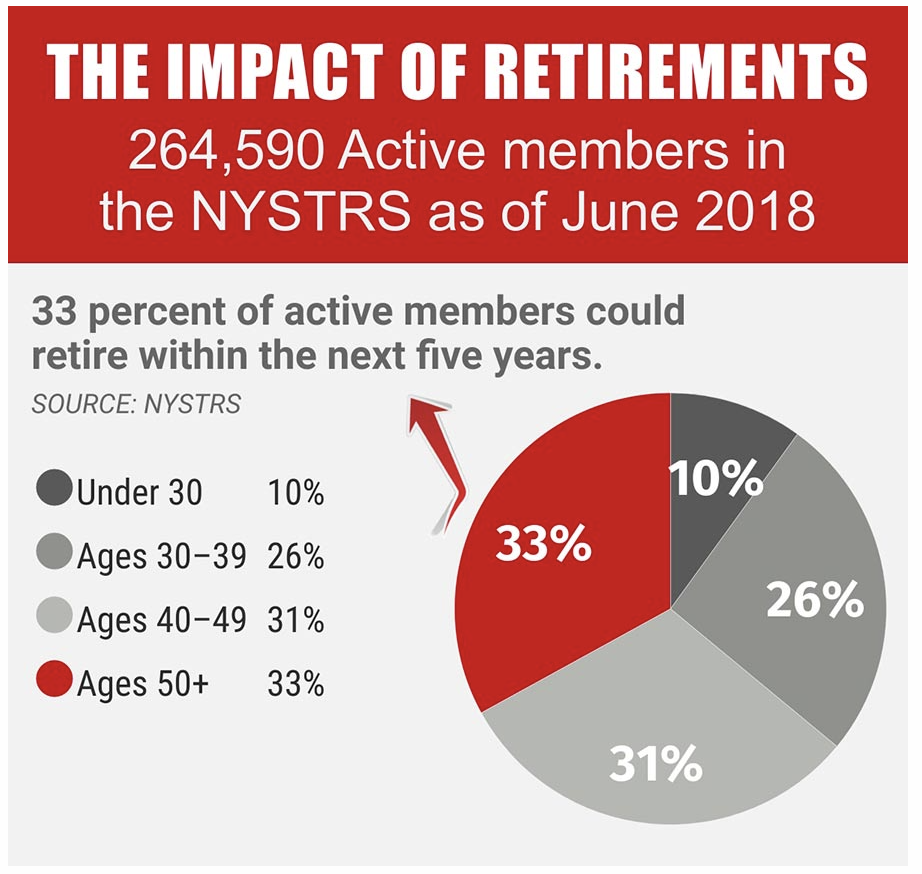 THE IMPACT OF RETIREMENTS
264,590 Active members in
the NYSTRS as of June 2018
33 percent of active members could
retire within the next five years.
SOURCE: NYSTRS
Under 30 10%
Ages 30–39 26%
Ages 40–49 31%
Ages 50+ 33%
10%
33%
26%
31%